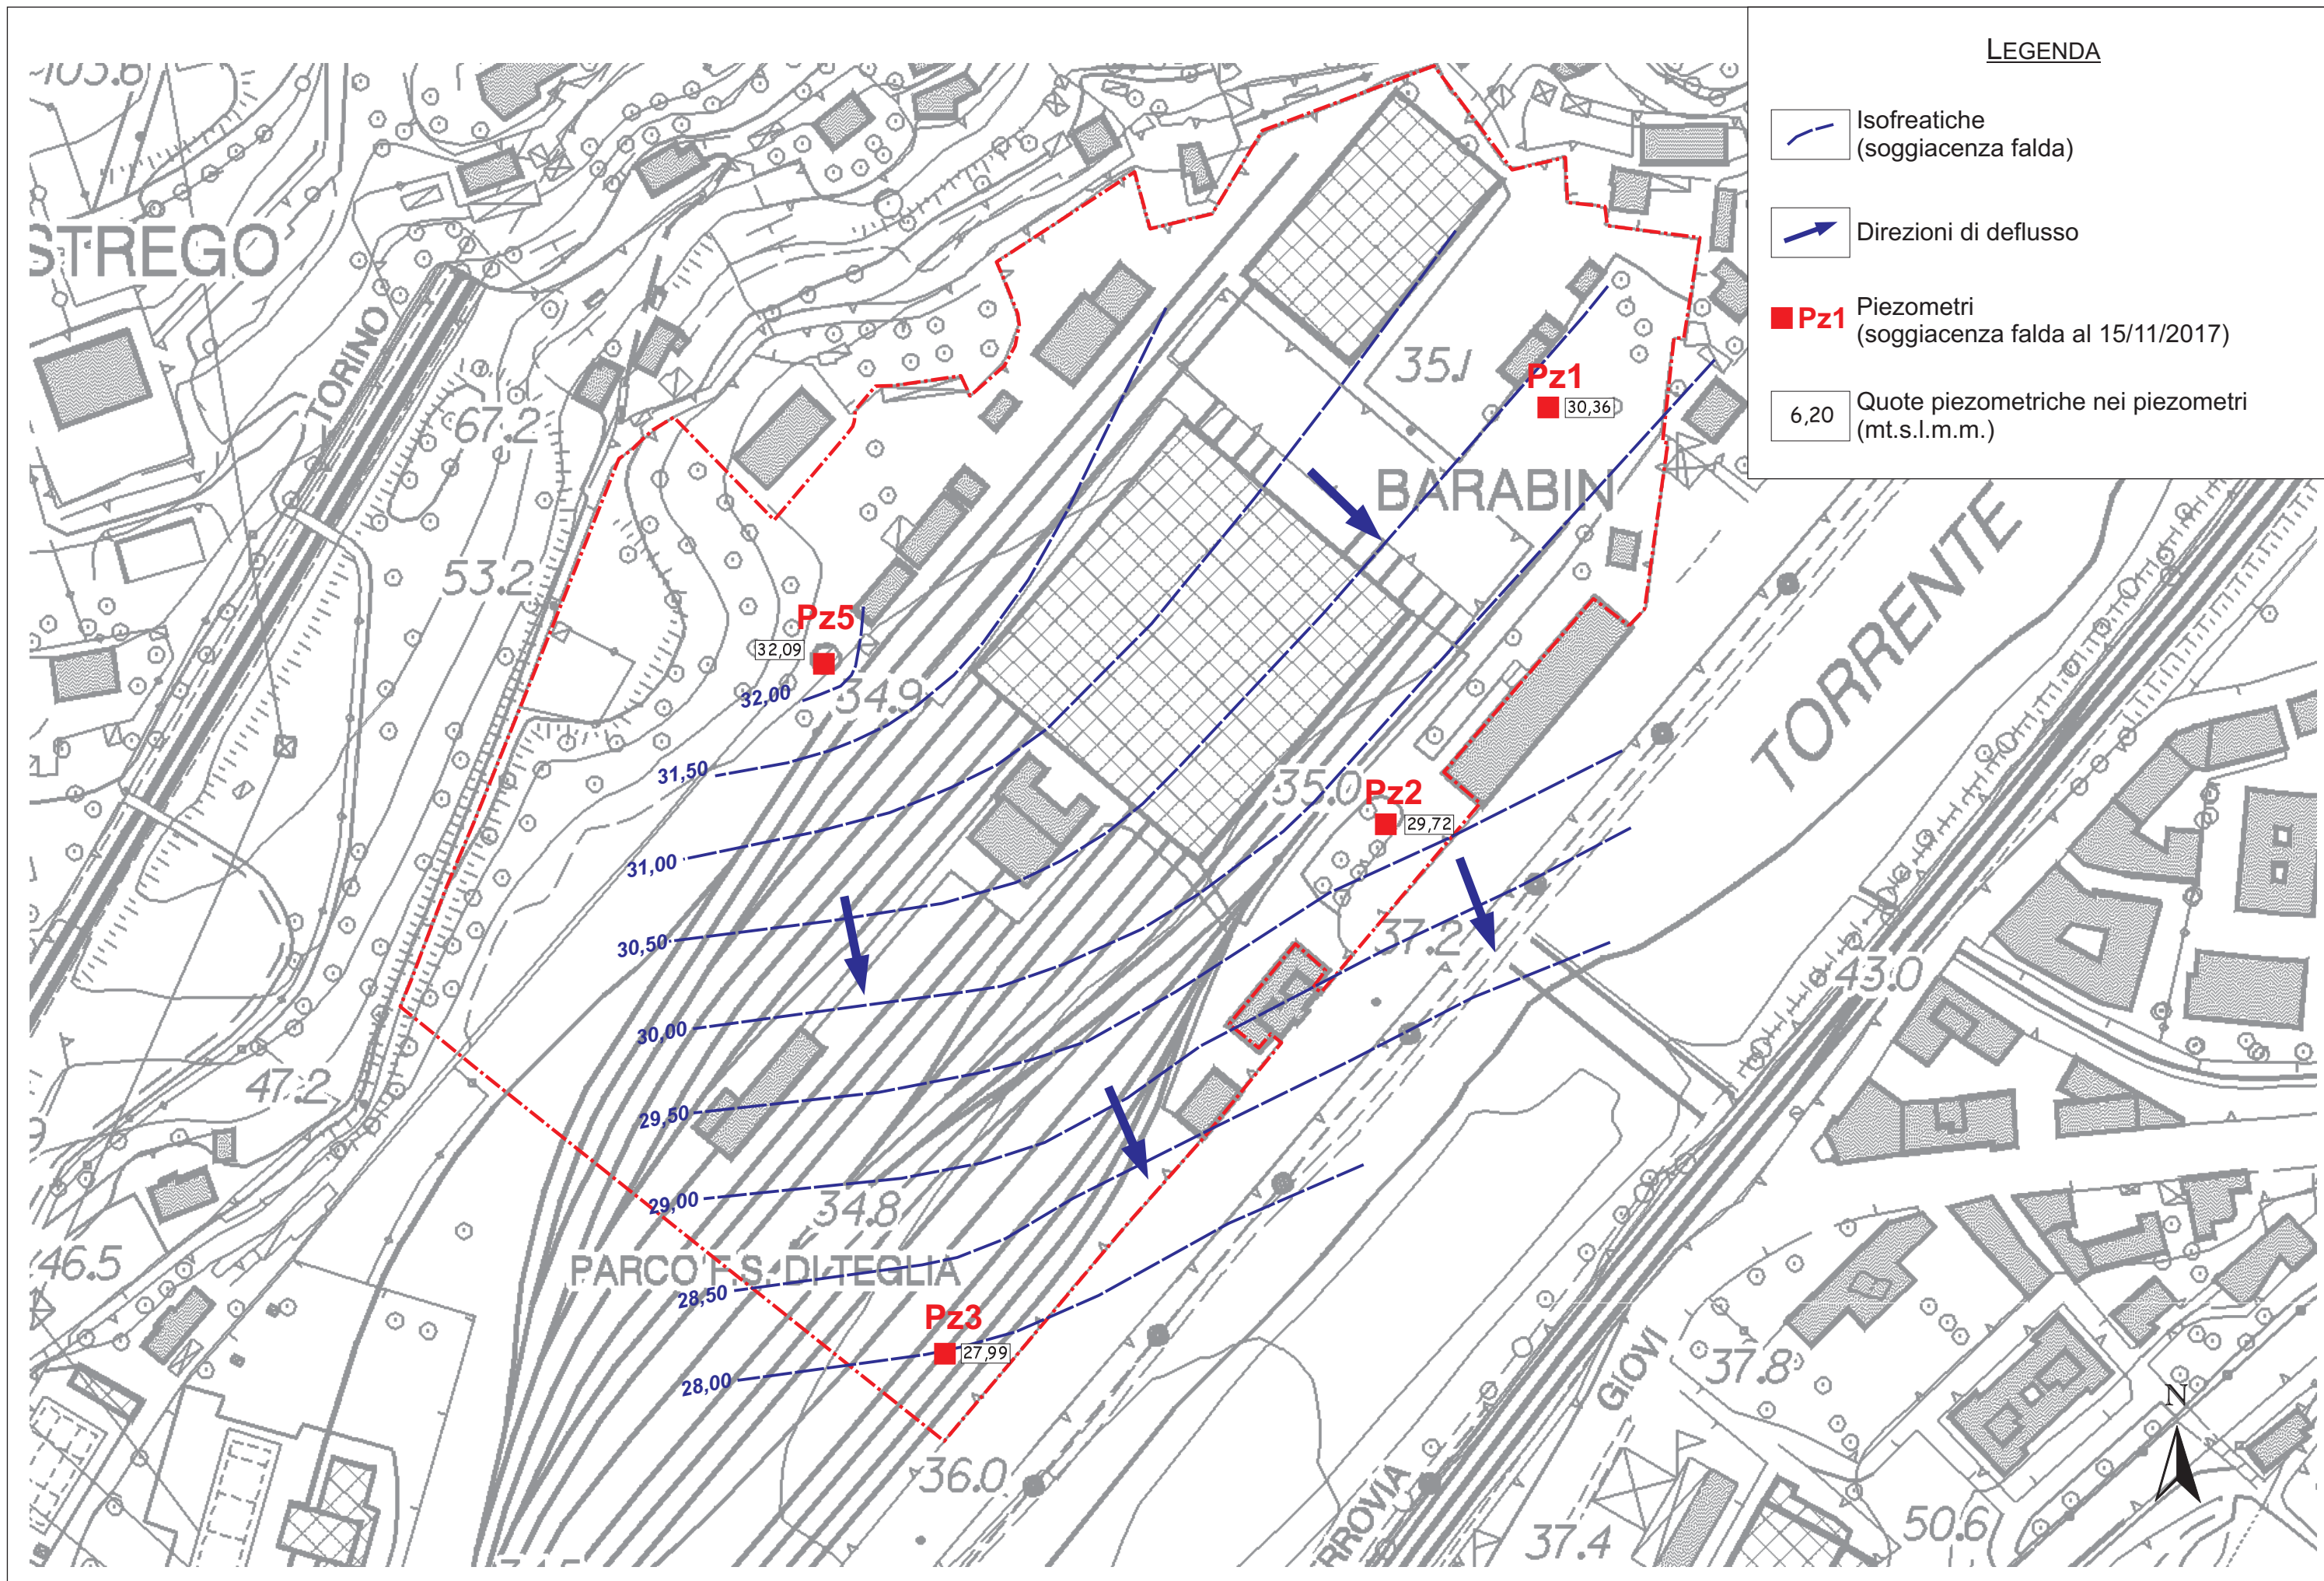 LEGENDA
Isofreatiche
(soggiacenza falda)
Direzioni di deflusso
Pz1
Piezometri
(soggiacenza falda al 15/11/2017)
6,20
Quote piezometriche nei piezometri
(mt.s.l.m.m.)
103.6
STREGO
TORINO
67.2
53.2
35.1
Pz1
30,36
BARABIN
TORRENTE
Pz5
32,09
32,00
34.9
31,50
31,00
30,50
30,00
29,50
29,00
28,50
28,00
35.0
Pz2
29,72
37.2
43.0
47.2
46.5
34.8
PARCO F.S. DI TEGLIA
Pz3
27,99
36.0
GIOVI
37.8
N
37.4
50.6